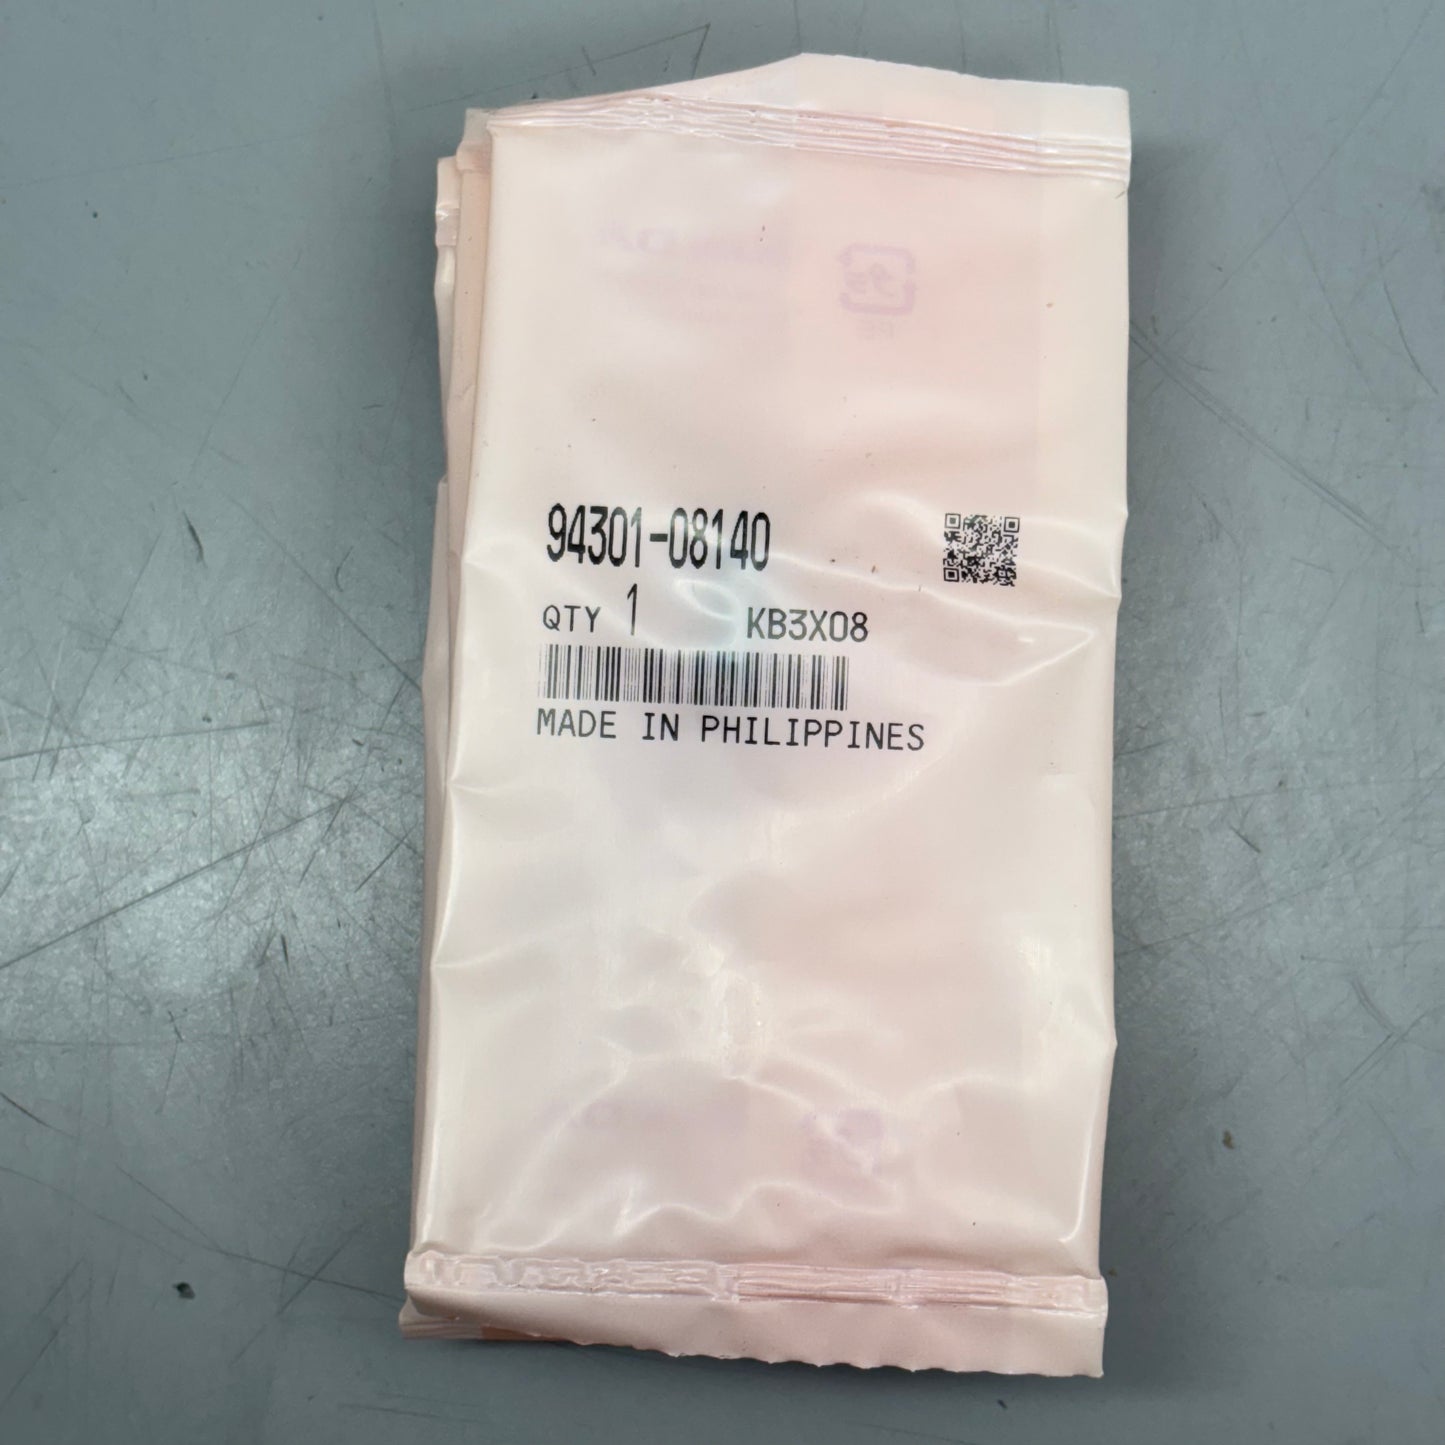 94301-08140
QTY 1 KB3X08
MADE IN PHILIPPINES